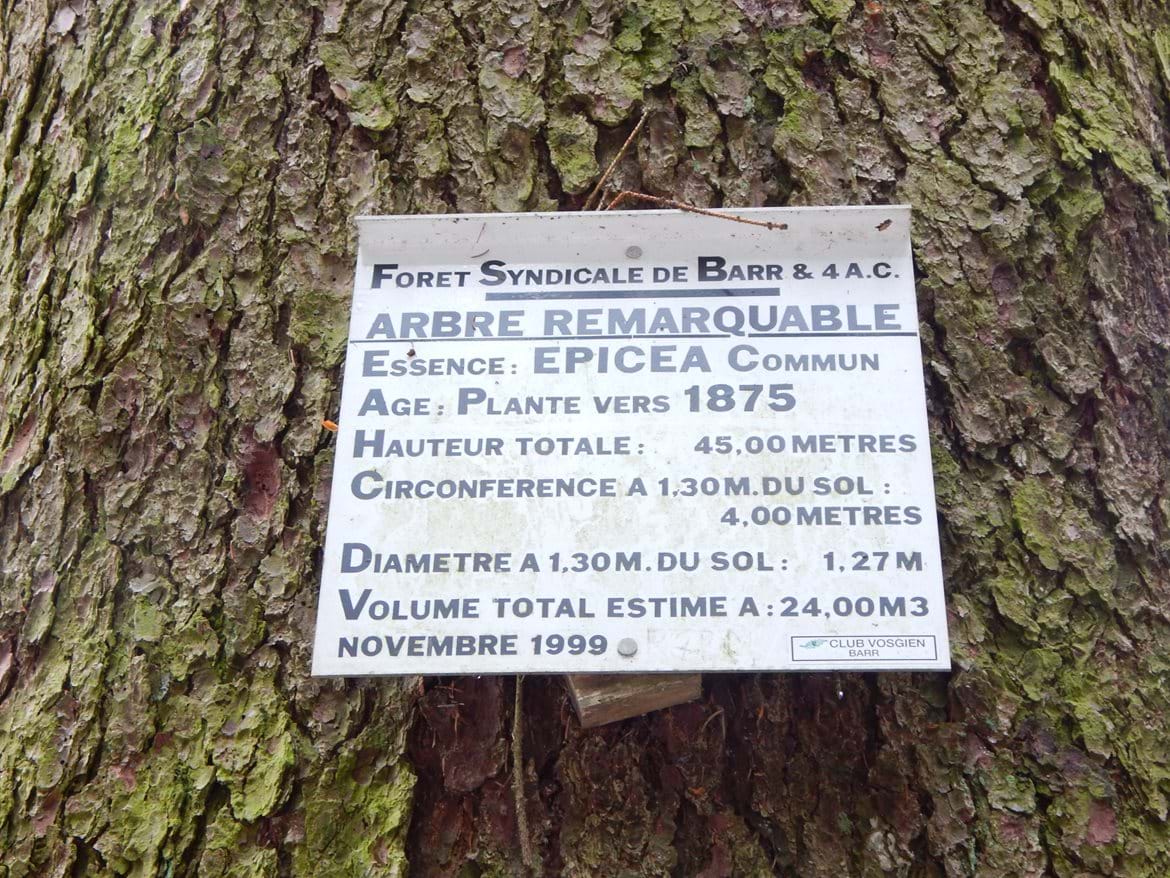 FORET SYNDICALE DE BARR & 4 A.C.
ARBRE REMARQUABLE
ESSENCE : EPICEA COMMUN
AGE : PLANTE VERS 1875
HAUTEUR TOTALE : 45,00 METRES
CIRCONFERENCE A 1,30 M. DU SOL :
4,00 METRES
DIAMETRE A 1,30 M. DU SOL : 1,27 M
VOLUME TOTAL ESTIME A : 24,00 M3
NOVEMBRE 1999
CLUB VOSGIEN
BARR